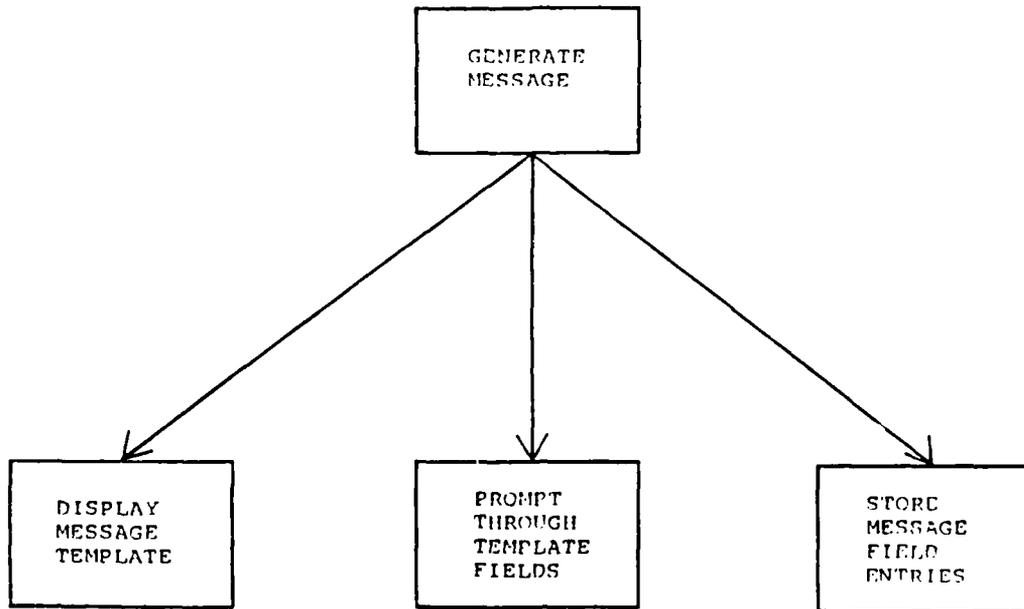 GENERATE
MESSAGE
DISPLAY
MESSAGE
TEMPLATE
PROMPT
THROUGH
TEMPLATE
FIELDS
STORE
MESSAGE
FIELD
ENTRIES